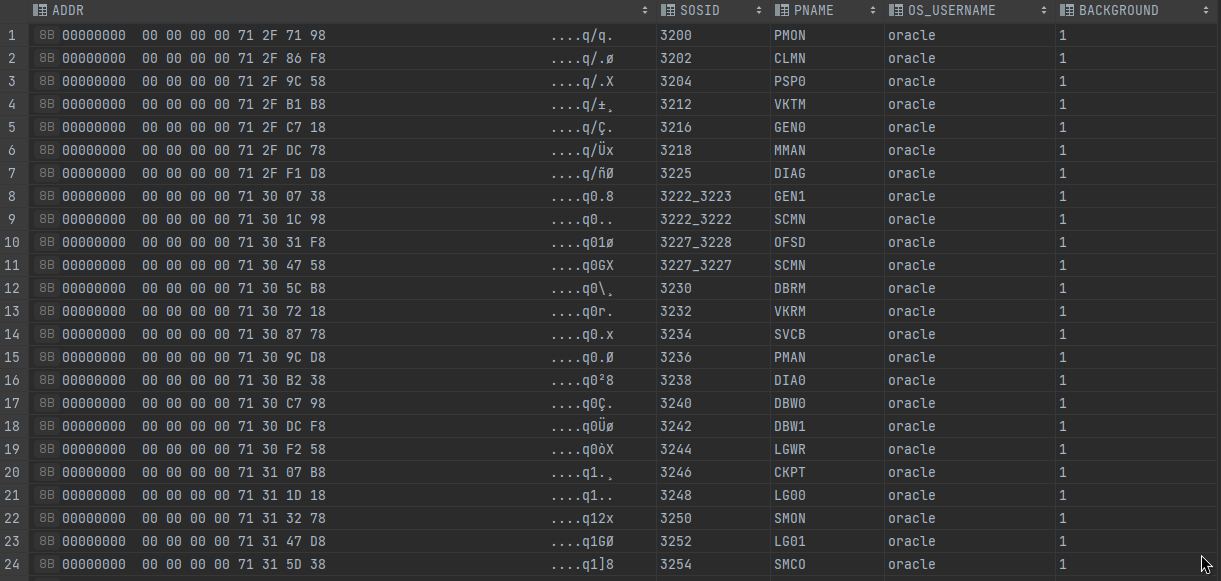 ADDR SOSID PNAME OS_USERNAME BACKGROUND
1 8B 00000000 00 00 00 00 71 2F 71 98 ....q/q. 3200 PMON oracle 1
2 8B 00000000 00 00 00 00 71 2F 86 F8 ....q/.ø 3202 CLMN oracle 1
3 8B 00000000 00 00 00 00 71 2F 9C 58 ....q/.X 3204 PSP0 oracle 1
4 8B 00000000 00 00 00 00 71 2F B1 B8 ....q/±¸ 3212 VKTM oracle 1
5 8B 00000000 00 00 00 00 71 2F C7 18 ....q/Ç. 3216 GEN0 oracle 1
6 8B 00000000 00 00 00 00 71 2F DC 78 ....q/Üx 3218 MMAN oracle 1
7 8B 00000000 00 00 00 00 71 2F F1 D8 ....q/ñØ 3225 DIAG oracle 1
8 8B 00000000 00 00 00 00 71 30 07 38 ....q0.8 3222_3223 GEN1 oracle 1
9 8B 00000000 00 00 00 00 71 30 1C 98 ....q0.. 3222_3222 SCMN oracle 1
10 8B 00000000 00 00 00 00 71 30 31 F8 ....q01ø 3227_3228 OFSD oracle 1
11 8B 00000000 00 00 00 00 71 30 47 58 ....q0GX 3227_3227 SCMN oracle 1
12 8B 00000000 00 00 00 00 71 30 5C B8 ....q0\¸ 3230 DBRM oracle 1
13 8B 00000000 00 00 00 00 71 30 72 18 ....q0r. 3232 VKRM oracle 1
14 8B 00000000 00 00 00 00 71 30 87 78 ....q0.x 3234 SVCB oracle 1
15 8B 00000000 00 00 00 00 71 30 9C D8 ....q0.Ø 3236 PMAN oracle 1
16 8B 00000000 00 00 00 00 71 30 B2 38 ....q0²8 3238 DIA0 oracle 1
17 8B 00000000 00 00 00 00 71 30 C7 98 ....q0Ç. 3240 DBW0 oracle 1
18 8B 00000000 00 00 00 00 71 30 DC F8 ....q0Üø 3242 DBW1 oracle 1
19 8B 00000000 00 00 00 00 71 30 F2 58 ....q0òX 3244 LGWR oracle 1
20 8B 00000000 00 00 00 00 71 31 07 B8 ....q1.¸ 3246 CKPT oracle 1
21 8B 00000000 00 00 00 00 71 31 1D 18 ....q1.. 3248 LG00 oracle 1
22 8B 00000000 00 00 00 00 71 31 32 78 ....q12x 3250 SMON oracle 1
23 8B 00000000 00 00 00 00 71 31 47 D8 ....q1GØ 3252 LG01 oracle 1
24 8B 00000000 00 00 00 00 71 31 5D 38 ....q1]8 3254 SMCO oracle 1